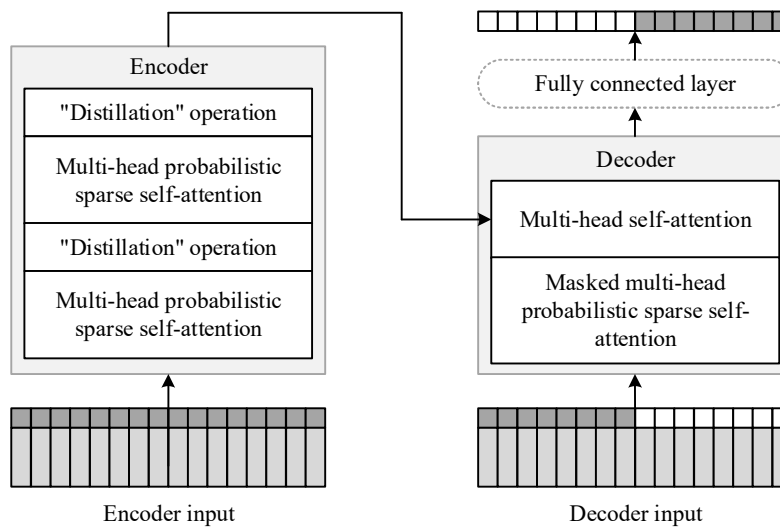 Encoder
"Distillation" operation
Multi-head probabilistic
sparse self-attention
"Distillation" operation
Multi-head probabilistic
sparse self-attention
Encoder input
Fully connected layer
Decoder
Multi-head self-attention
Masked multi-head
probabilistic sparse self-
attention
Decoder input